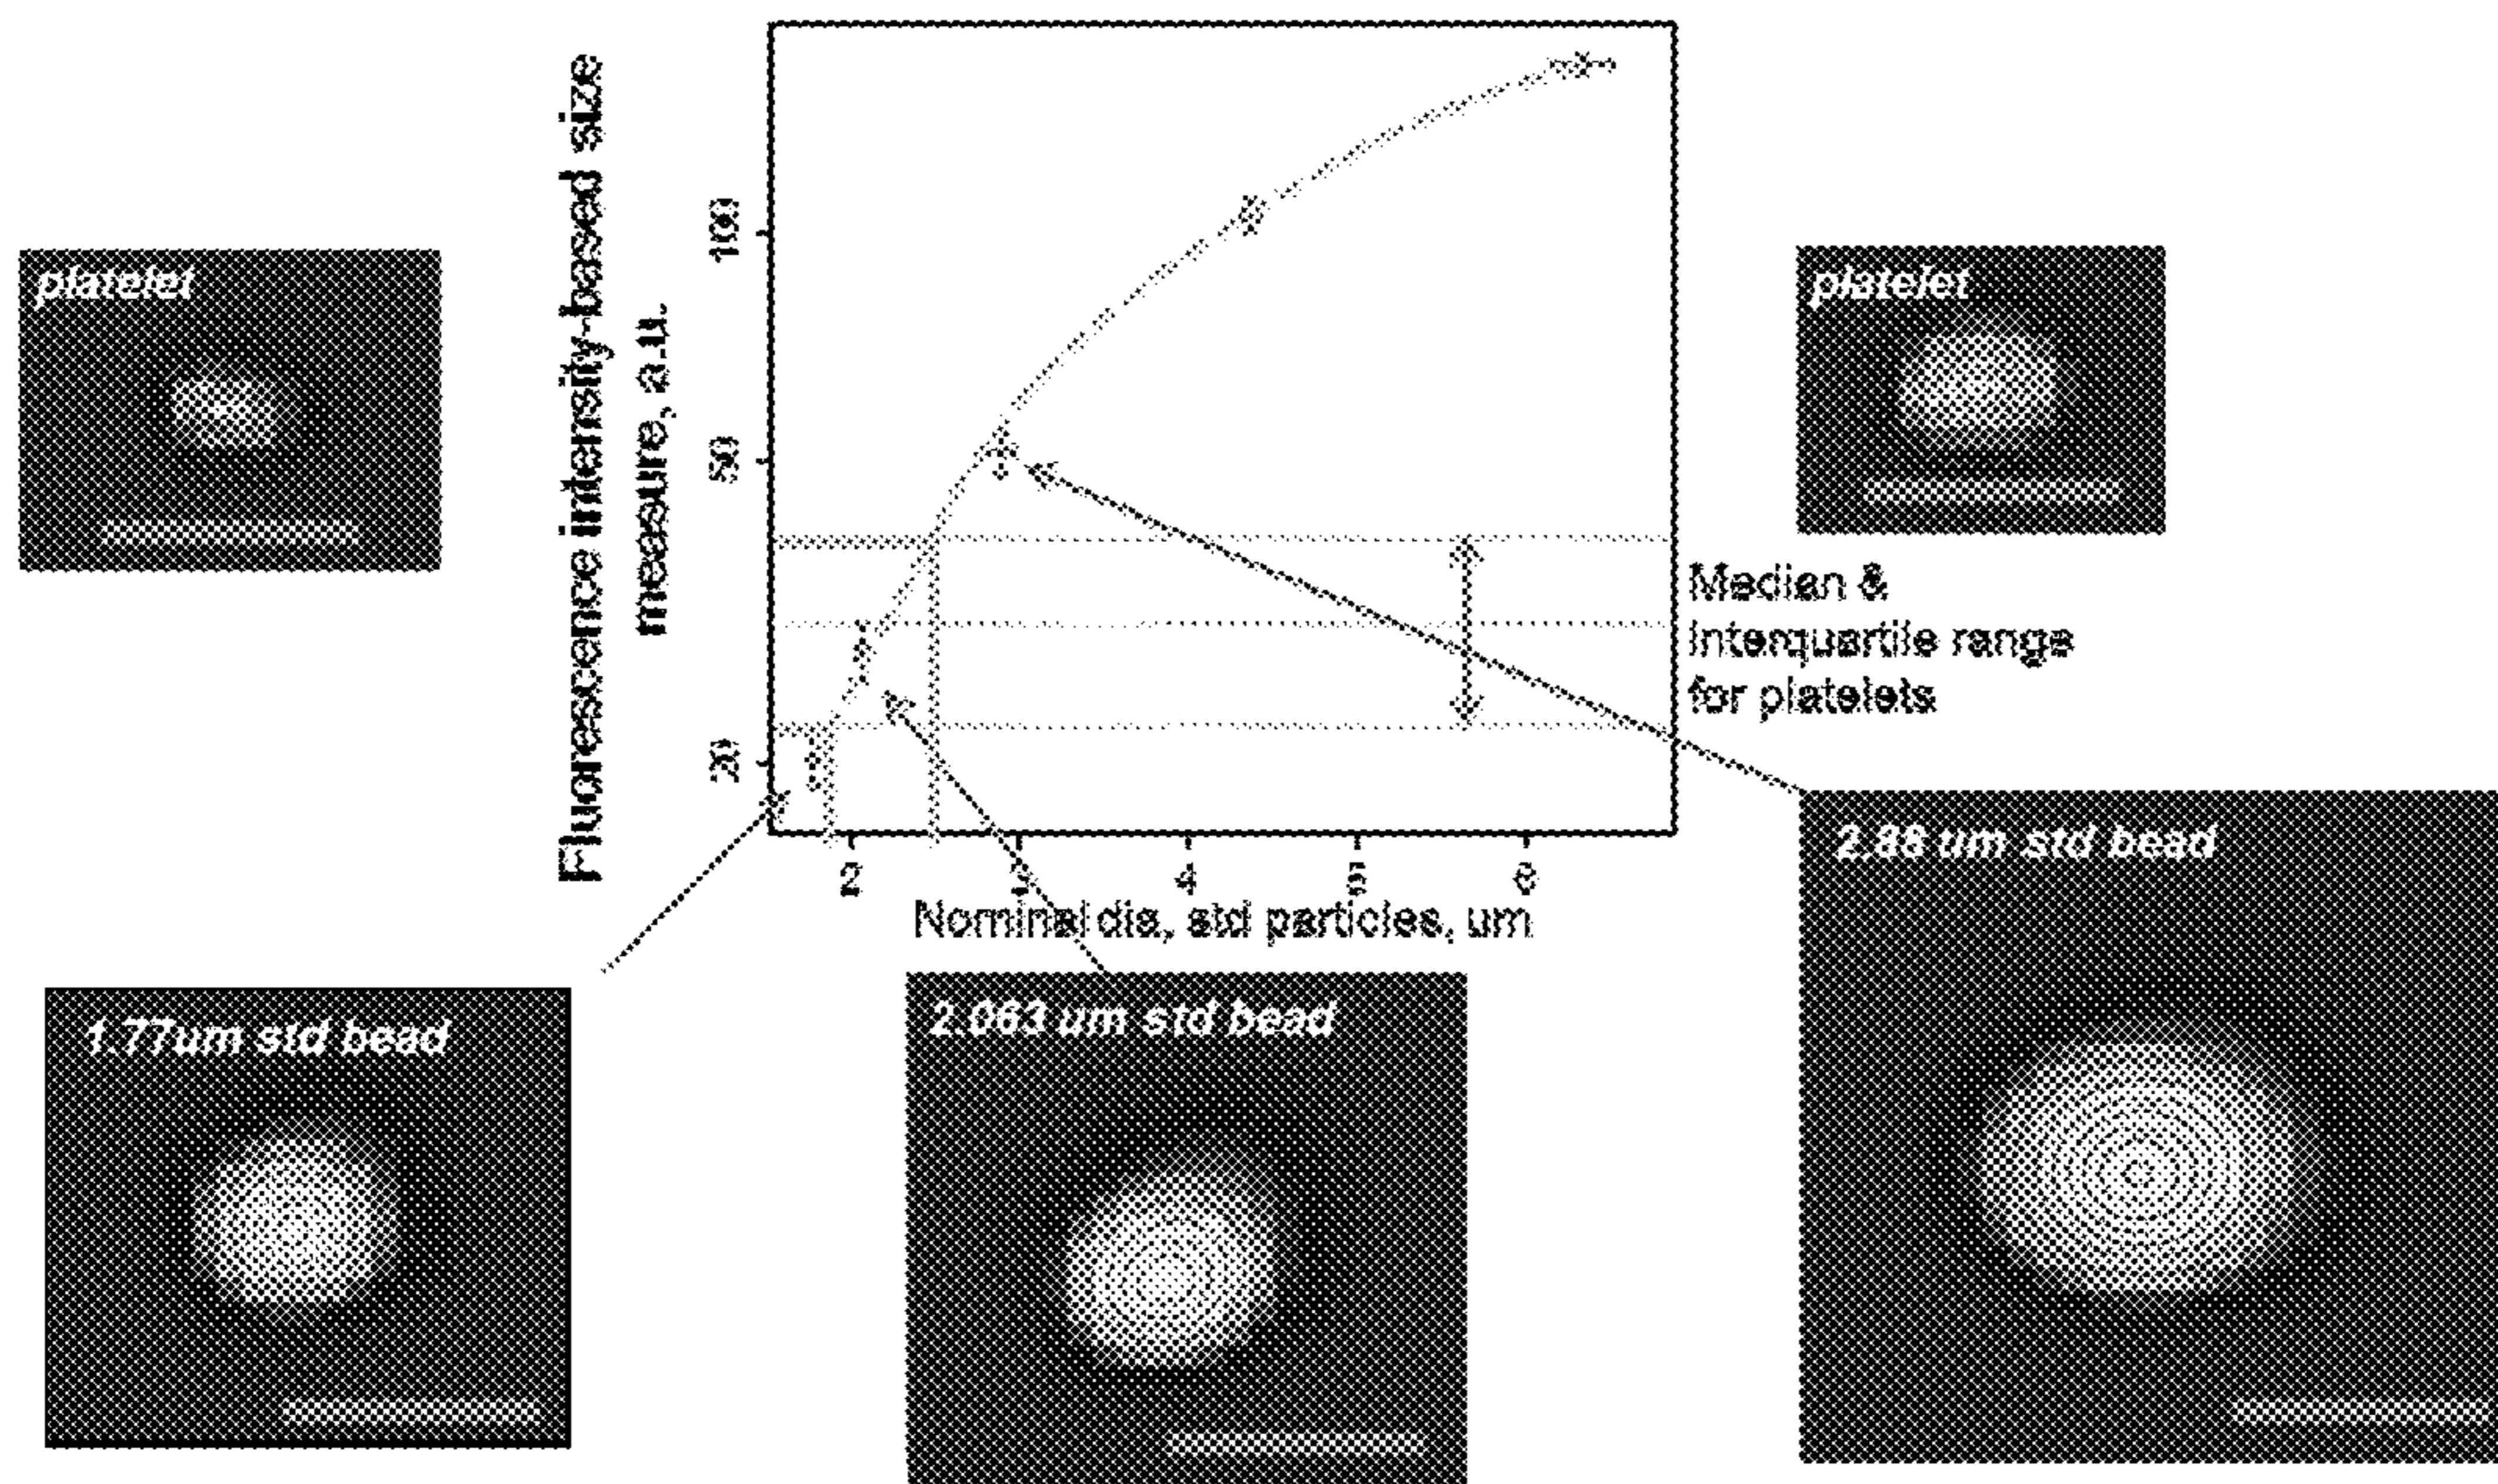 Fluorescence intensity-based size
measure, a.u.
100
50
20
platelet
platelet
Median &
Interquartile range
for platelets
2 3 4 5 6
Nominal dia, std particles, um
1.77um std bead
2.063 um std bead
2.88 um std bead